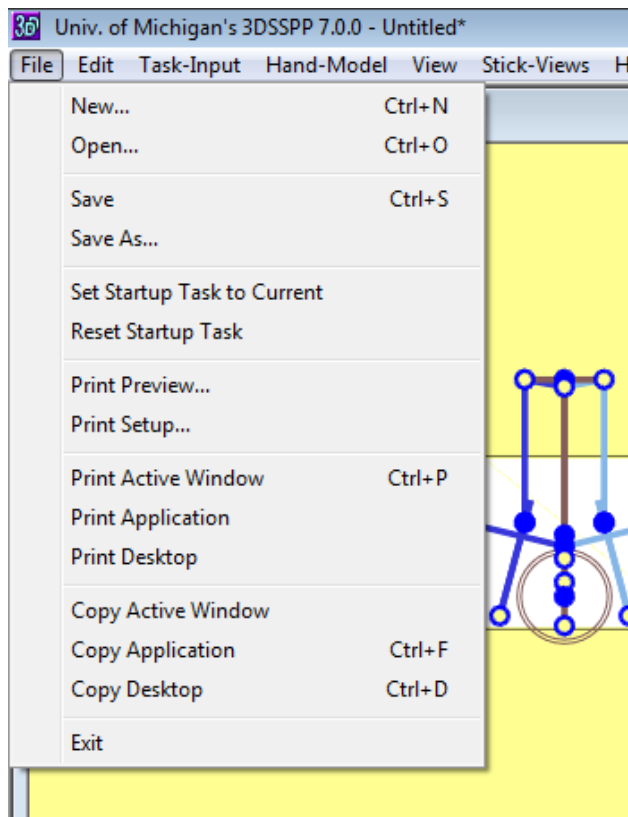 3D Univ. of Michigan's 3DSSPP 7.0.0 - Untitled*
File Edit Task-Input Hand-Model View Stick-Views H
New... Ctrl+N
Open... Ctrl+O
Save Ctrl+S
Save As...
Set Startup Task to Current
Reset Startup Task
Print Preview...
Print Setup...
Print Active Window Ctrl+P
Print Application
Print Desktop
Copy Active Window
Copy Application Ctrl+F
Copy Desktop Ctrl+D
Exit